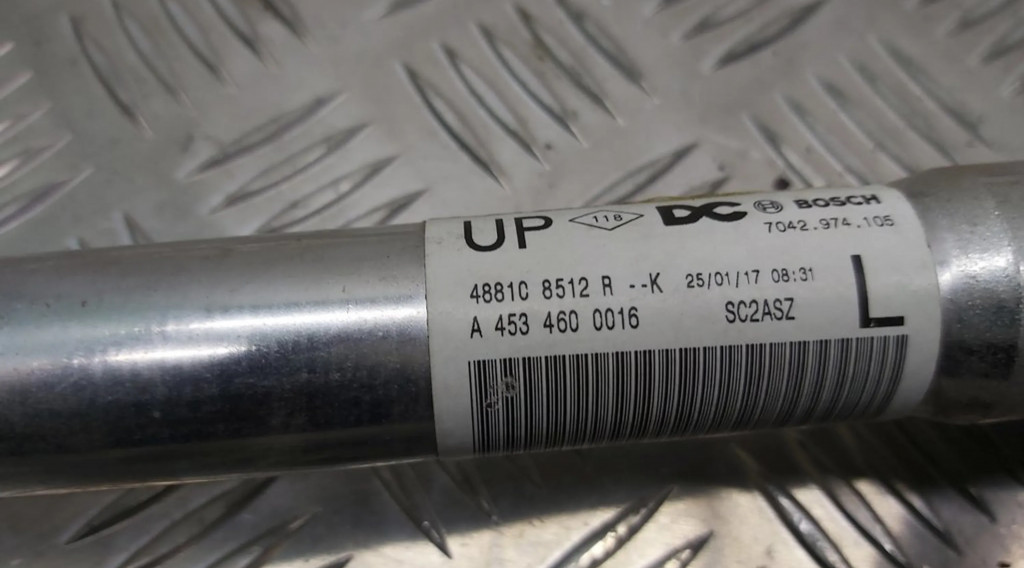 UP 118 DC BOSCH
7042.974.105
48810 8512 R --K 25/01/17 08:31
A 453 460 0016 SC2ASZ L